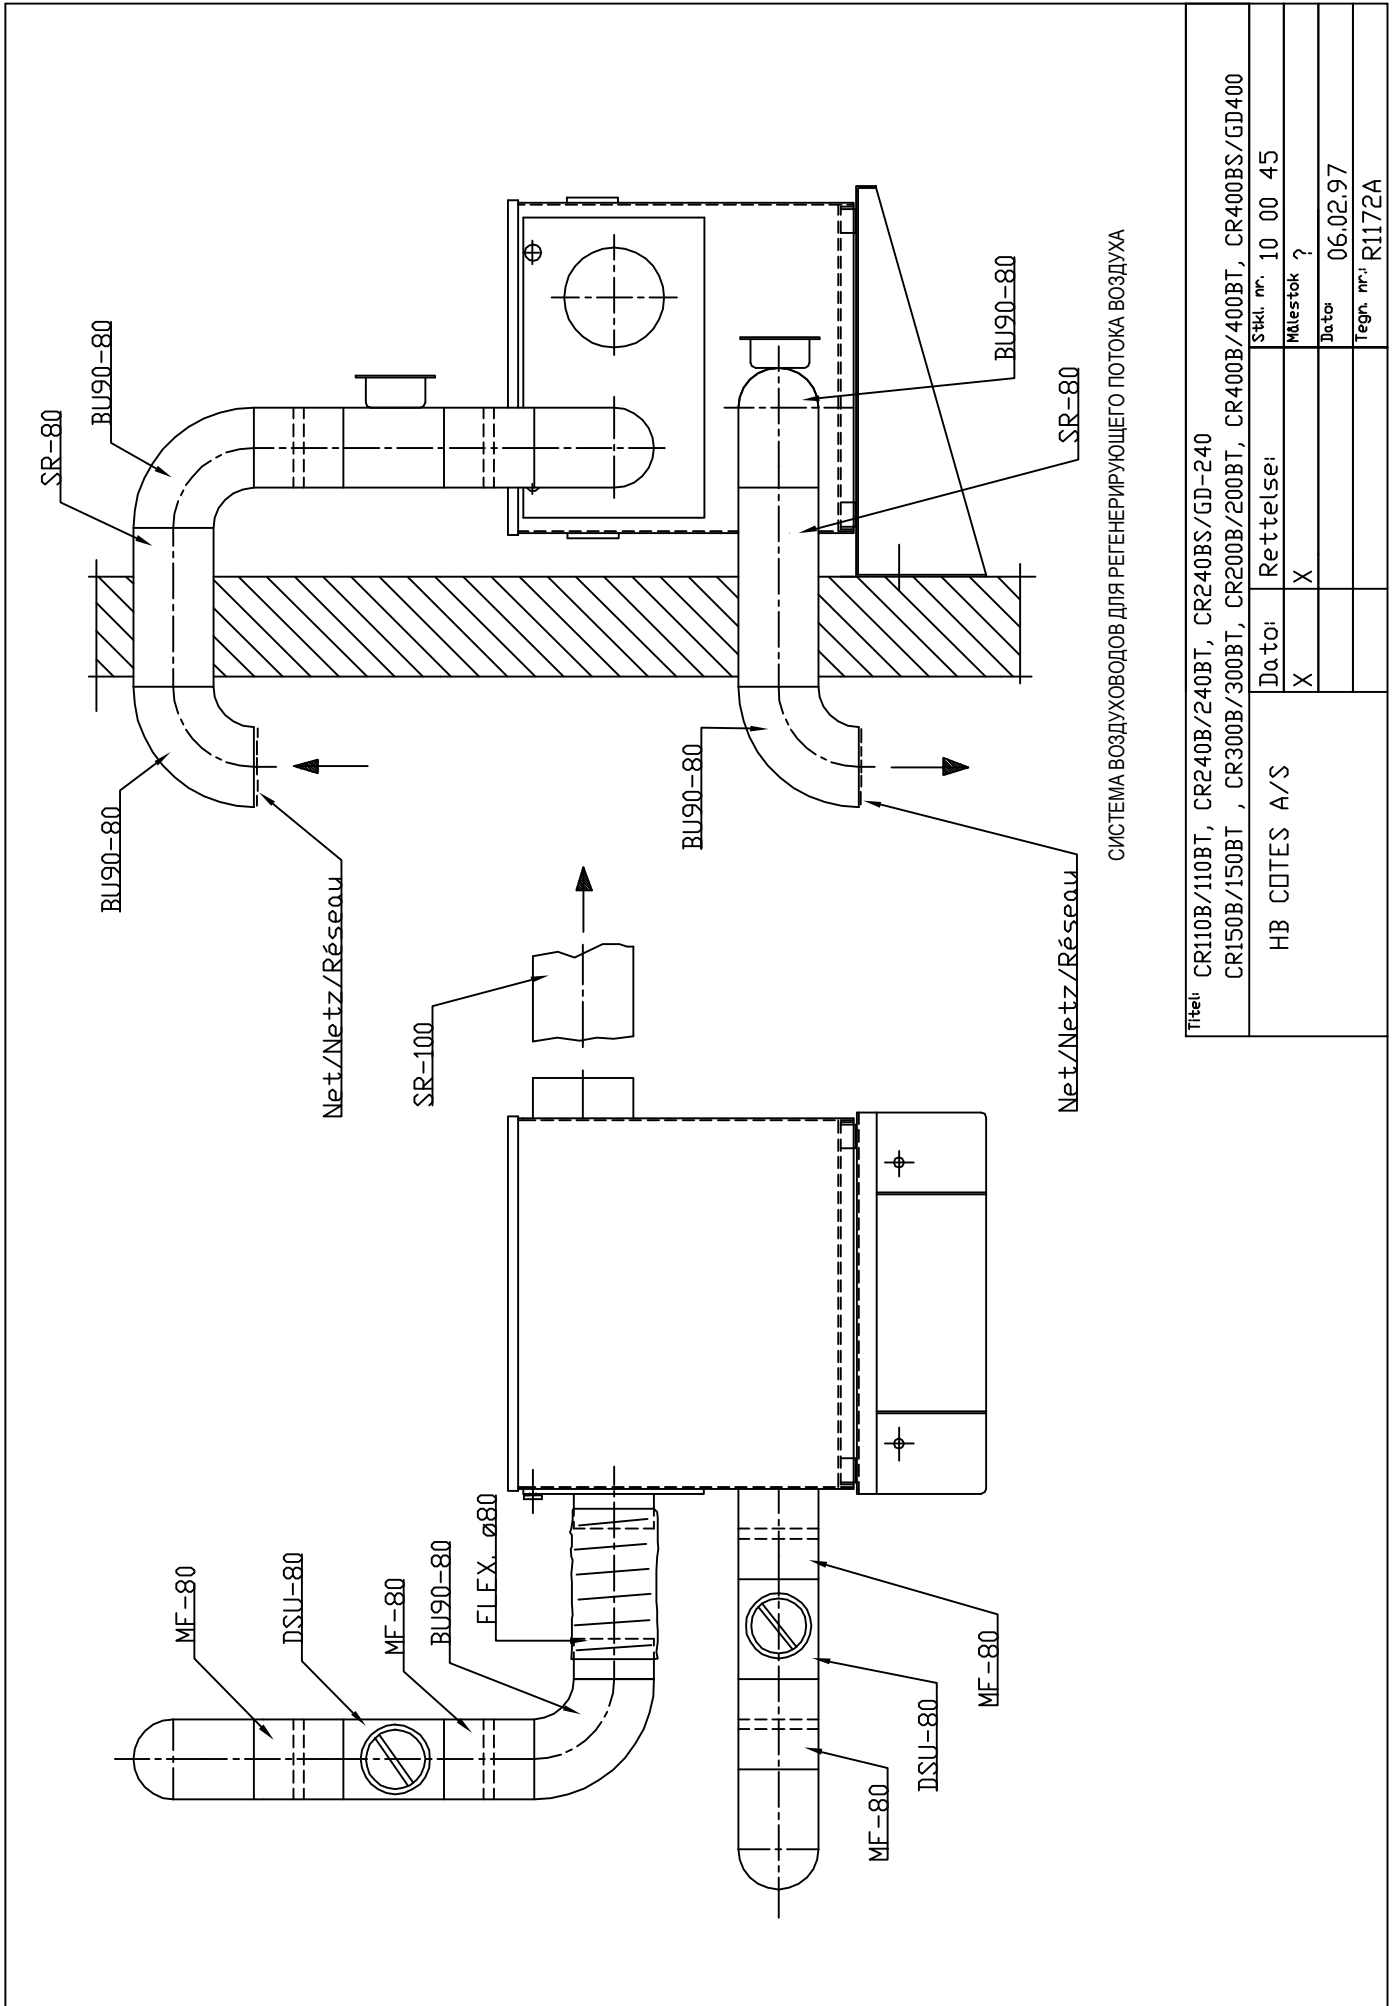 SR-80
BU90-80
BU90-80
Net/Netz/Réseau
SR-100
MF-80
DSU-80
MF-80
BU90-80
FLEX. ø80
BU90-80
SR-80
BU90-80
Net/Netz/Réseau
MF-80
DSU-80
MF-80
СИСТЕМА ВОЗДУХОВОДОВ ДЛЯ РЕГЕНЕРИРУЮЩЕГО ПОТОКА ВОЗДУХА
Titel: CR110B/110BT, CR240B/240BT, CR240BS/GD-240
CR150B/150BT , CR300B/300BT, CR200B/200BT, CR400B/400BT, CR400BS/GD400
HB COTES A/S
Dato: Rettelse:
X X
Stkl. nr. 10 00 45
Målestok ?
Dato: 06.02.97
Tegn. nr.: R1172A